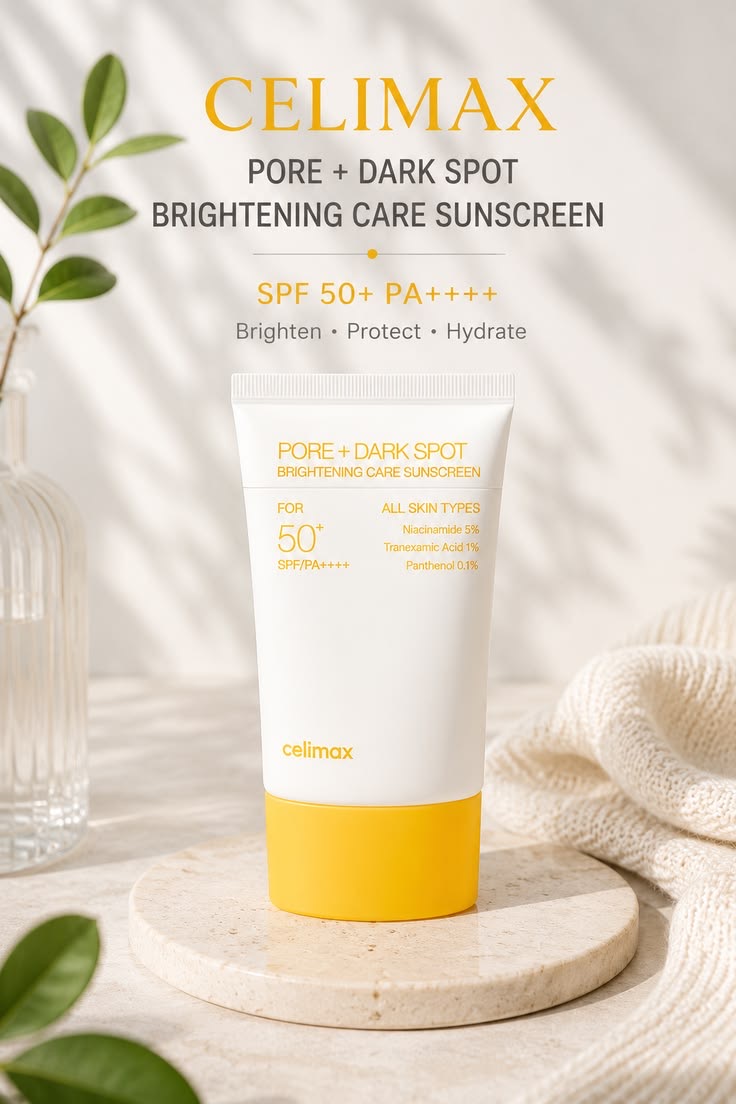 CELIMAX
PORE + DARK SPOT
BRIGHTENING CARE SUNSCREEN
SPF 50+ PA++++
Brighten • Protect • Hydrate
PORE + DARK SPOT
BRIGHTENING CARE SUNSCREEN
FOR
50+
SPF/PA++++
ALL SKIN TYPES
Niacinamide 5%
Tranexamic Acid 1%
Panthenol 0.1%
celimax